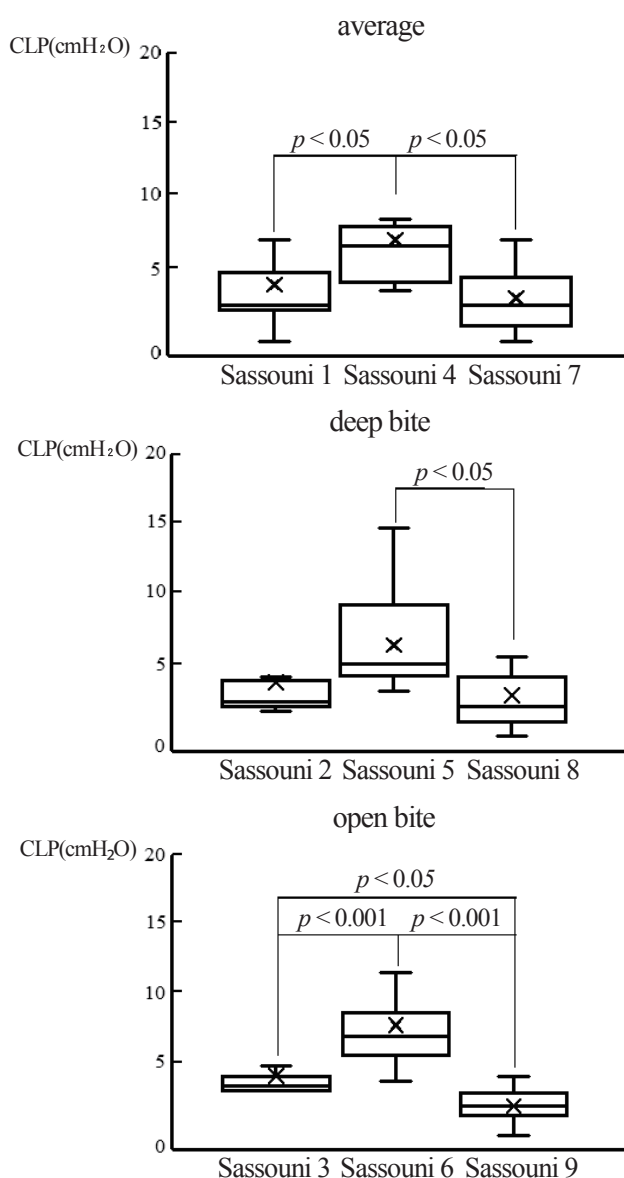 average
CLP(cmH₂O) 20
15
10
5
0
p < 0.05 p < 0.05
Sassouni 1 Sassouni 4 Sassouni 7
deep bite
CLP(cmH₂O) 20
15
10
5
0
p < 0.05
Sassouni 2 Sassouni 5 Sassouni 8
open bite
CLP(cmH₂O) 20
15
10
5
0
p < 0.05
p < 0.001 p < 0.001
Sassouni 3 Sassouni 6 Sassouni 9